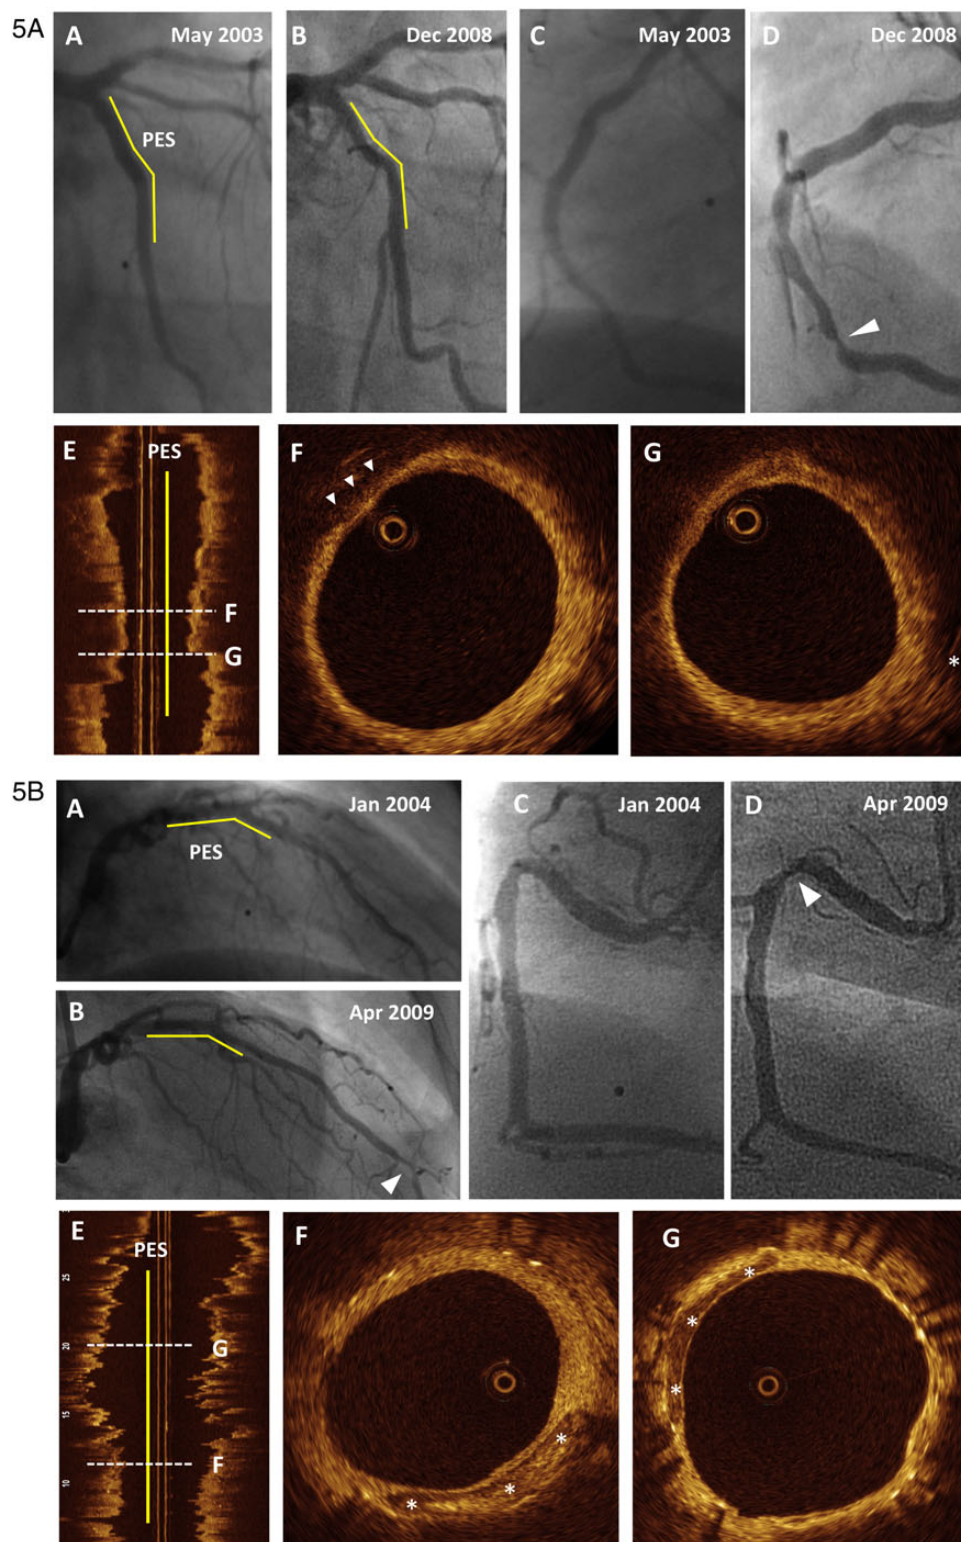 5A
A May 2003
B Dec 2008
C May 2003
D Dec 2008
PES
E
PES
F
G
F
G
*
5B
A Jan 2004
PES
B Apr 2009
C Jan 2004
D Apr 2009
E
PES
25
20
15
10
G
F
F
* * *
G
* * *